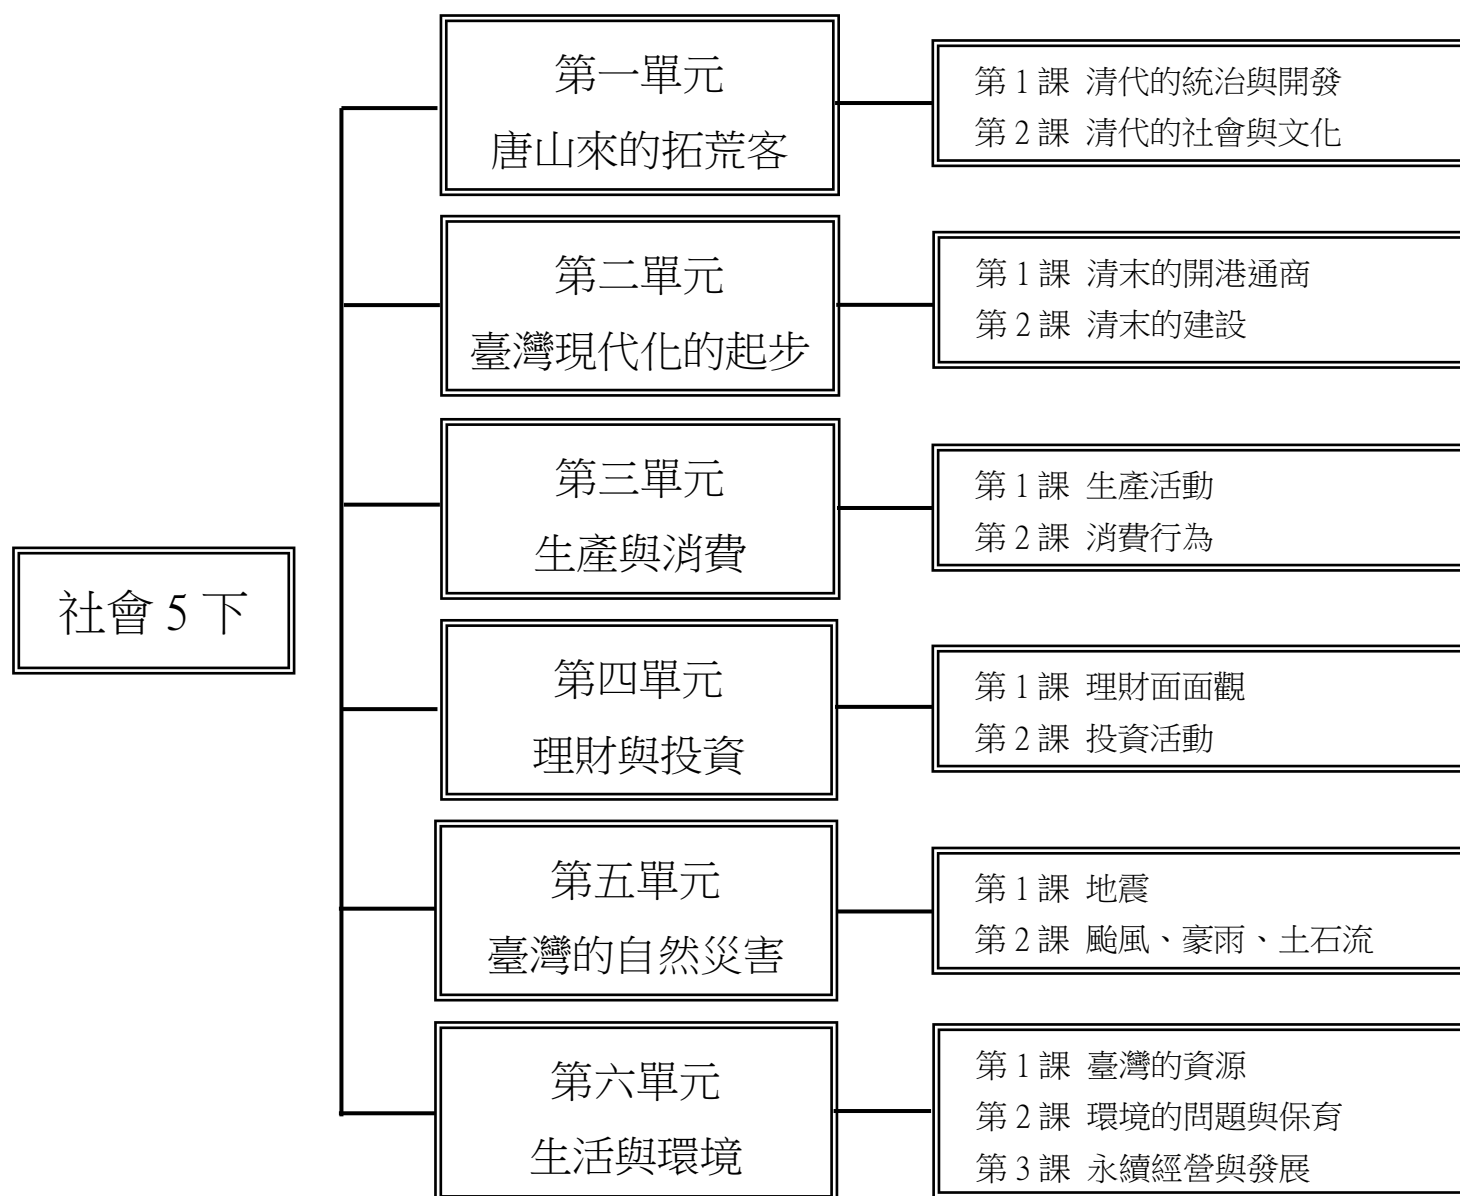 社會 5 下
第一單元
唐山來的拓荒客
第 1 課 清代的統治與開發
第 2 課 清代的社會與文化
第二單元
臺灣現代化的起步
第 1 課 清末的開港通商
第 2 課 清末的建設
第三單元
生產與消費
第 1 課 生產活動
第 2 課 消費行為
第四單元
理財與投資
第 1 課 理財面面觀
第 2 課 投資活動
第五單元
臺灣的自然災害
第 1 課 地震
第 2 課 颱風、豪雨、土石流
第六單元
生活與環境
第 1 課 臺灣的資源
第 2 課 環境的問題與保育
第 3 課 永續經營與發展